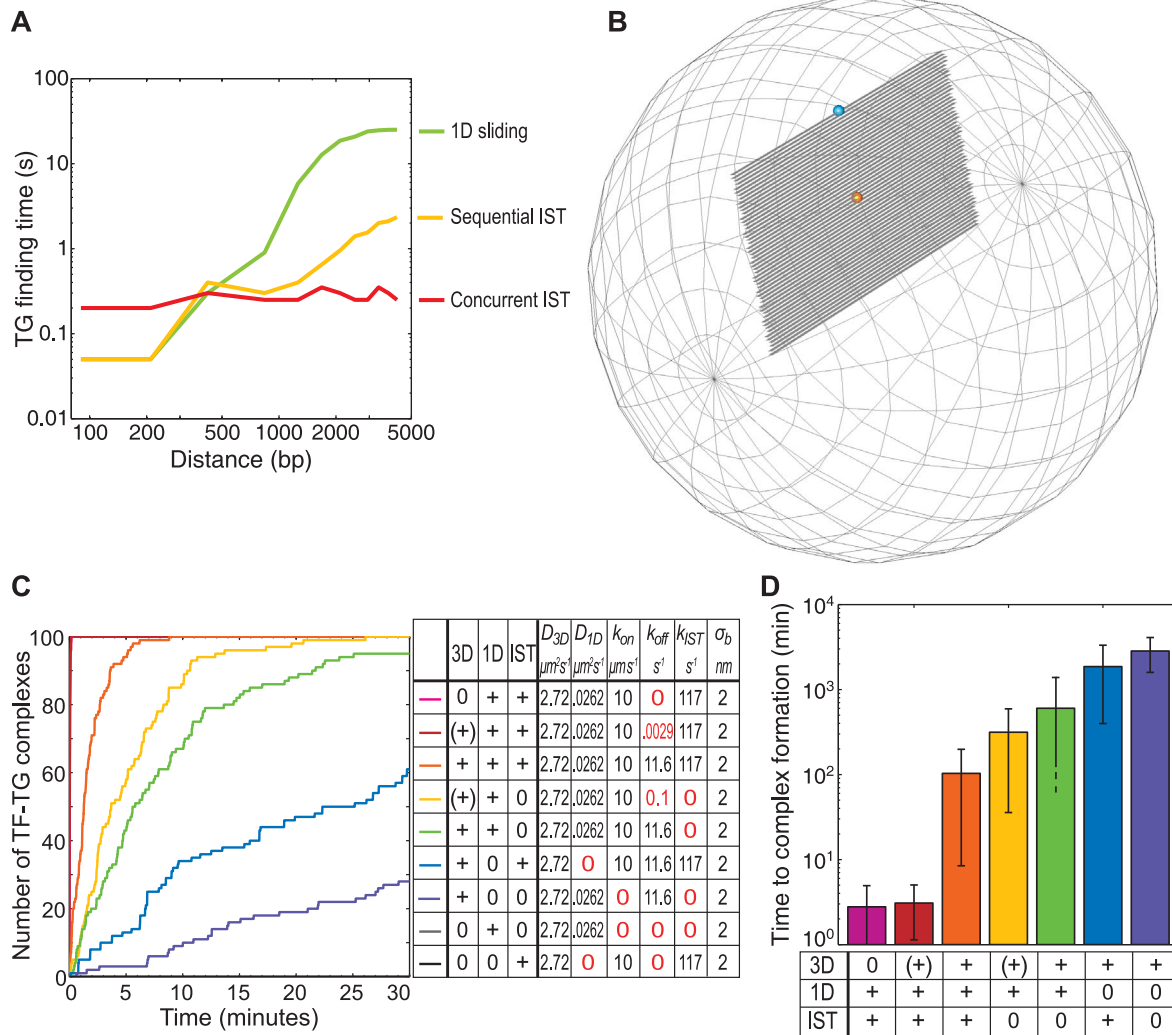 A
B
100
10
1
0.1
0.01
TG finding time (s)
100 200 500 1000 2000 5000
Distance (bp)
1D sliding
Sequential IST
Concurrent IST
C
100
80
60
40
20
0
Number of TF-TG complexes
0 5 10 15 20 25 30
Time (minutes)
3D 1D IST D3D D1D kon koff kIST σb
μm²s⁻¹ μm²s⁻¹ μms⁻¹ s⁻¹ s⁻¹ nm
0 + + 2.72 .0262 10 0 117 2
(+) + + 2.72 .0262 10 .0029 117 2
+ + + 2.72 .0262 10 11.6 117 2
(+) + 0 2.72 .0262 10 0.1 0 2
+ + 0 2.72 .0262 10 11.6 0 2
+ 0 + 2.72 0 10 11.6 117 2
+ 0 0 2.72 .0262 0 11.6 0 2
0 + 0 2.72 .0262 0 0 0 2
0 0 + 2.72 0 10 0 117 2
D
10⁴
10³
10²
10¹
10⁰
Time to complex formation (min)
3D 0 (+) + (+) + + +
1D + + + + + 0 0
IST + + + 0 0 + 0